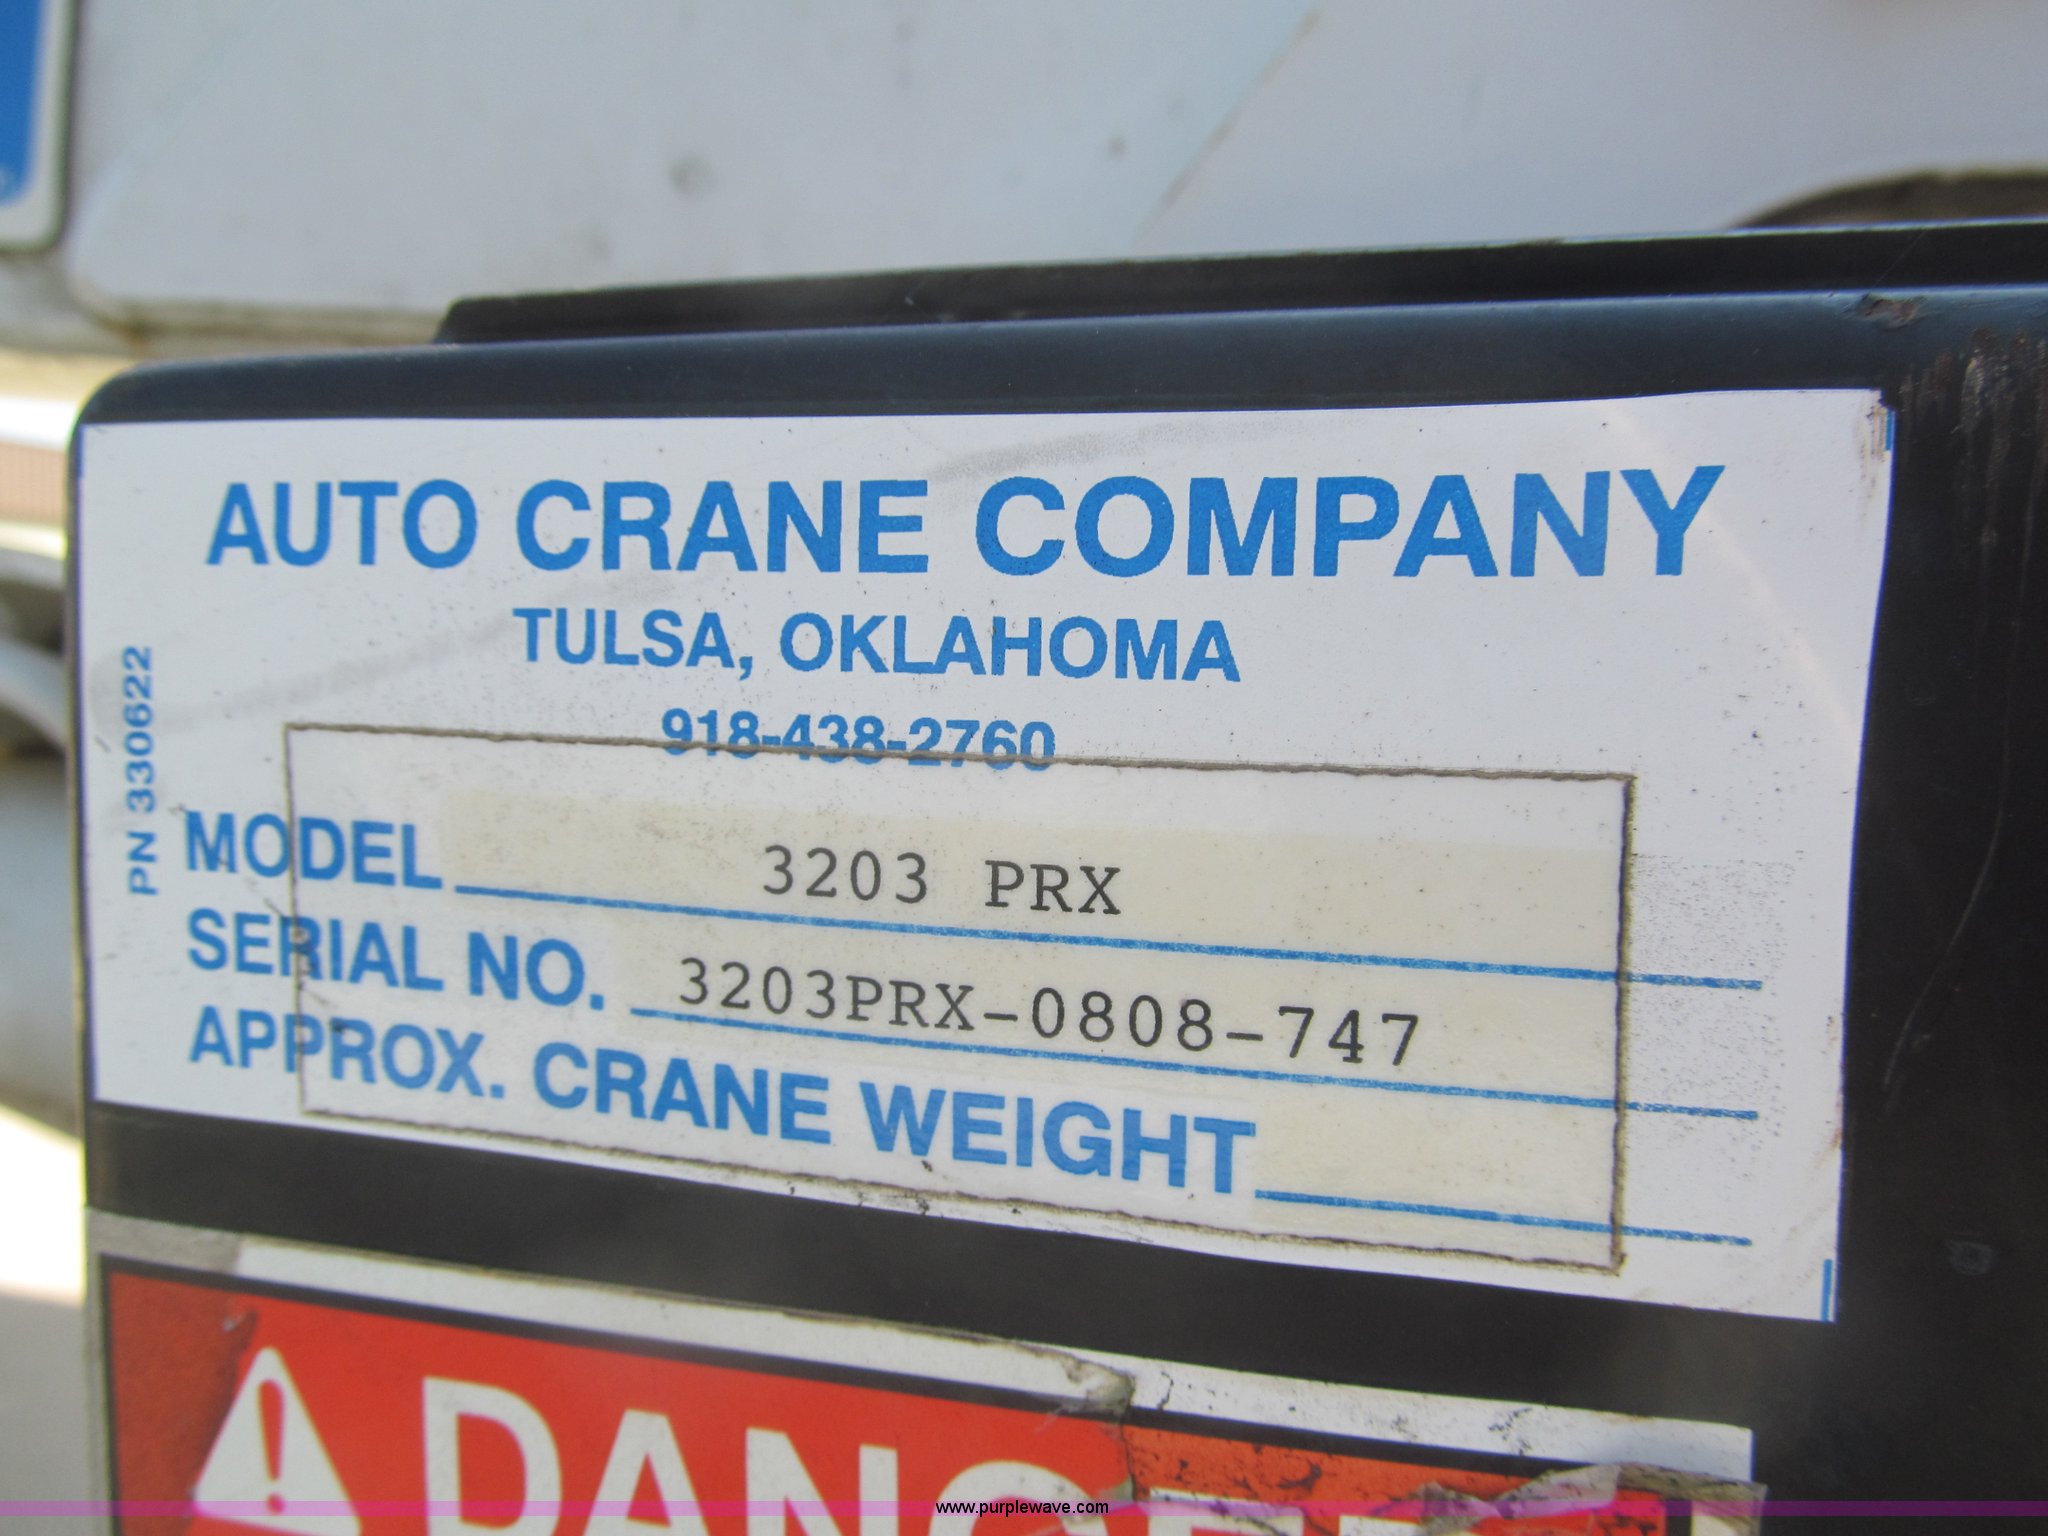 AUTO CRANE COMPANY
TULSA, OKLAHOMA
918-438-2760
PN 330622
MODEL 3203 PRX
SERIAL NO. 3203PRX-0808-747
APPROX. CRANE WEIGHT
DANGER
www.purplewave.com